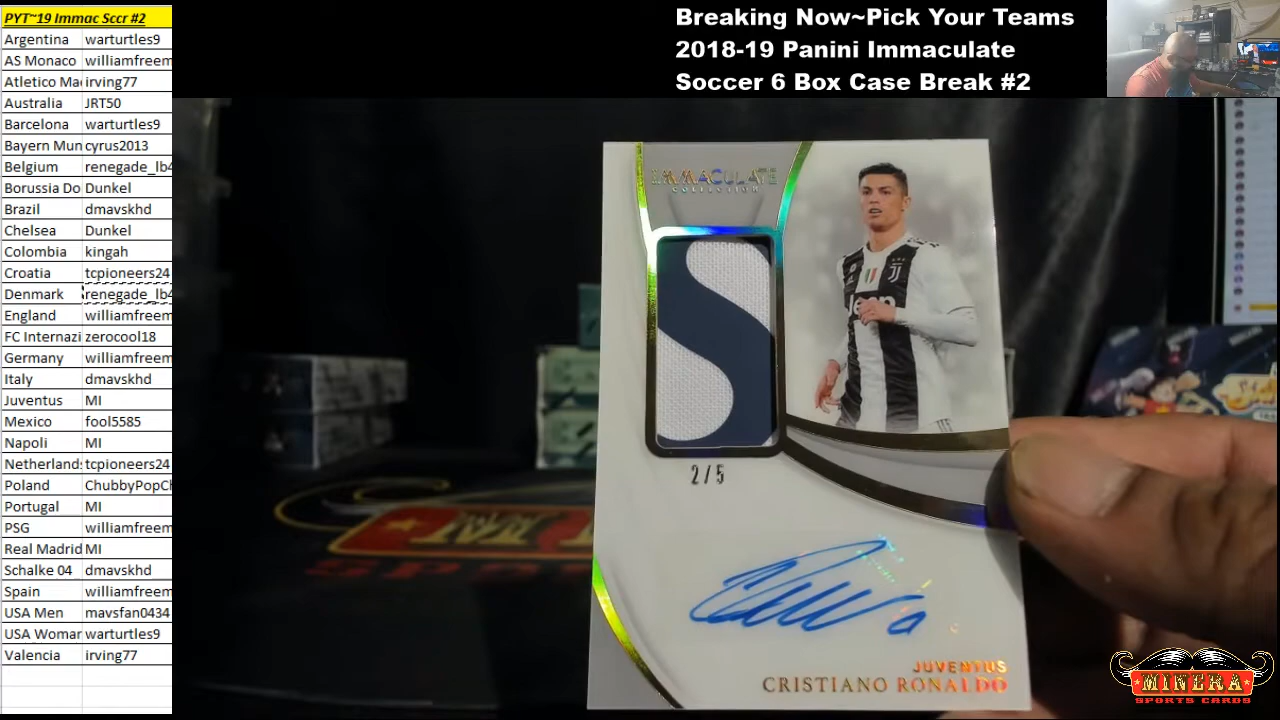 PYT~19 Immac Sccr #2
Argentina warturtles9
AS Monaco williamfreem
Atletico Ma irving77
Australia JRT50
Barcelona warturtles9
Bayern Mun cyrus2013
Belgium renegade_lb4
Borussia Do Dunkel
Brazil dmavskhd
Chelsea Dunkel
Colombia kingah
Croatia tcpioneers24
Denmark renegade_lb4
England williamfreem
FC Internazi zerocool18
Germany williamfreem
Italy dmavskhd
Juventus MI
Mexico fool5585
Napoli MI
Netherland tcpioneers24
Poland ChubbyPopCh
Portugal MI
PSG williamfreem
Real Madrid MI
Schalke 04 dmavskhd
Spain williamfreem
USA Men mavsfan0434
USA Woman warturtles9
Valencia irving77
Breaking Now~Pick Your Teams
2018-19 Panini Immaculate
Soccer 6 Box Case Break #2
IMMACULATE
COLLECTION
Jeep
2/5
JUVENTUS
CRISTIANO RONALDO
MINERA
SPORTS CARDS